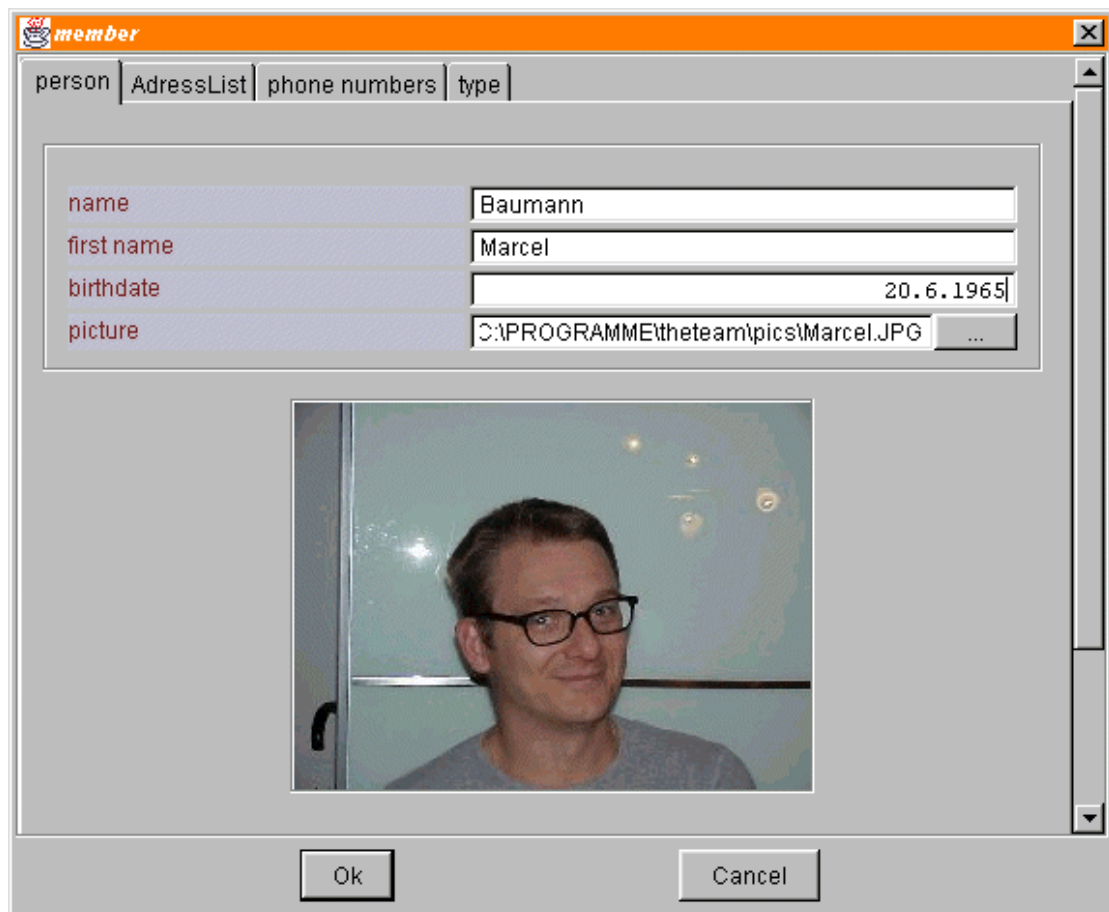 member
person AdressList phone numbers type
name Baumann
first name Marcel
birthdate 20.6.1965
picture C:\PROGRAMME\theteam\pics\Marcel.JPG ...
Ok Cancel